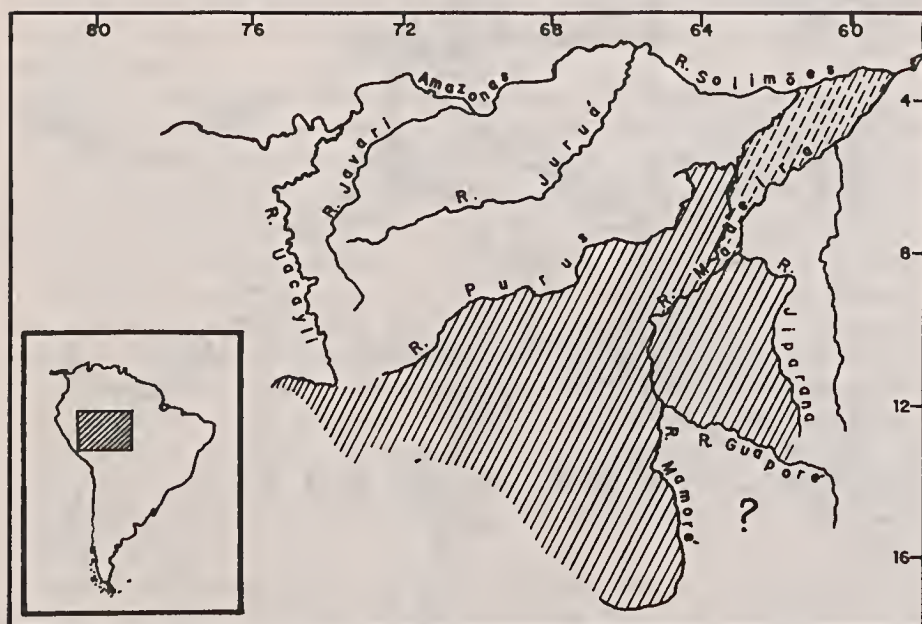 80 76 72 68 64 60
Amazonas
R. Solimões
4
R. Javari
R. Juruá
R. Madeira
R. Uacayli
8
R. Purus
R. Jiparana
12
R. Guaporé
R. Mamoré
?
16